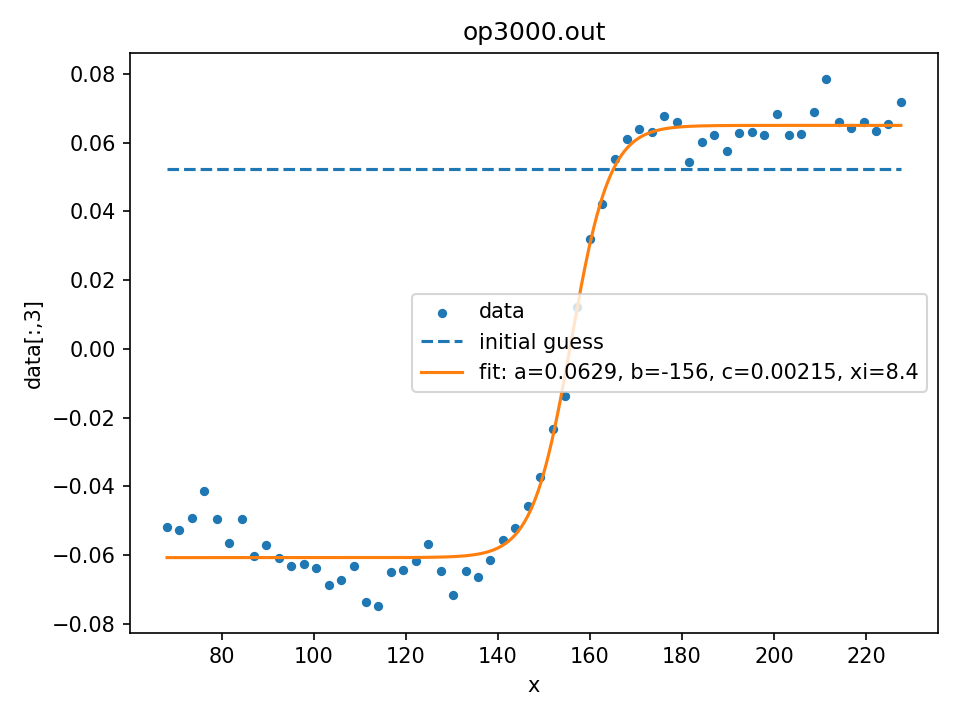 op3000.out
0.08
0.06
0.04
0.02
0.00
−0.02
−0.04
−0.06
−0.08
data[:,3]
data
initial guess
fit: a=0.0629, b=-156, c=0.00215, xi=8.4
80 100 120 140 160 180 200 220
x